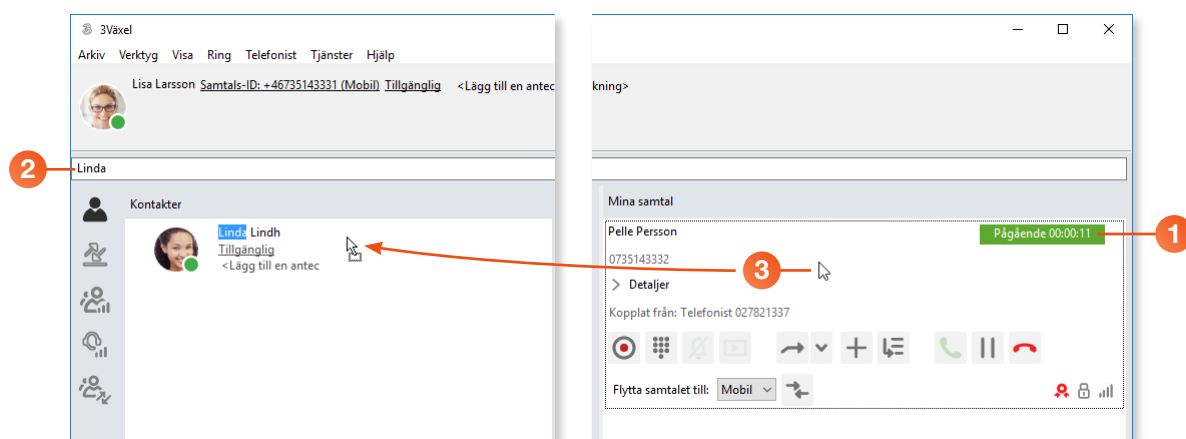 3Växel
Arkiv Verktyg Visa Ring Telefonist Tjänster Hjälp
Lisa Larsson Samtals-ID: +46735143331 (Mobil) Tillgänglig <Lägg till en antec kning>
2
Linda
Kontakter
Linda Lindh
Tillgänglig
<Lägg till en antec
Mina samtal
Pelle Persson
Pågående 00:00:11
1
0735143332
3
Detaljer
Kopplat från: Telefonist 027821337
Flytta samtalet till: Mobil